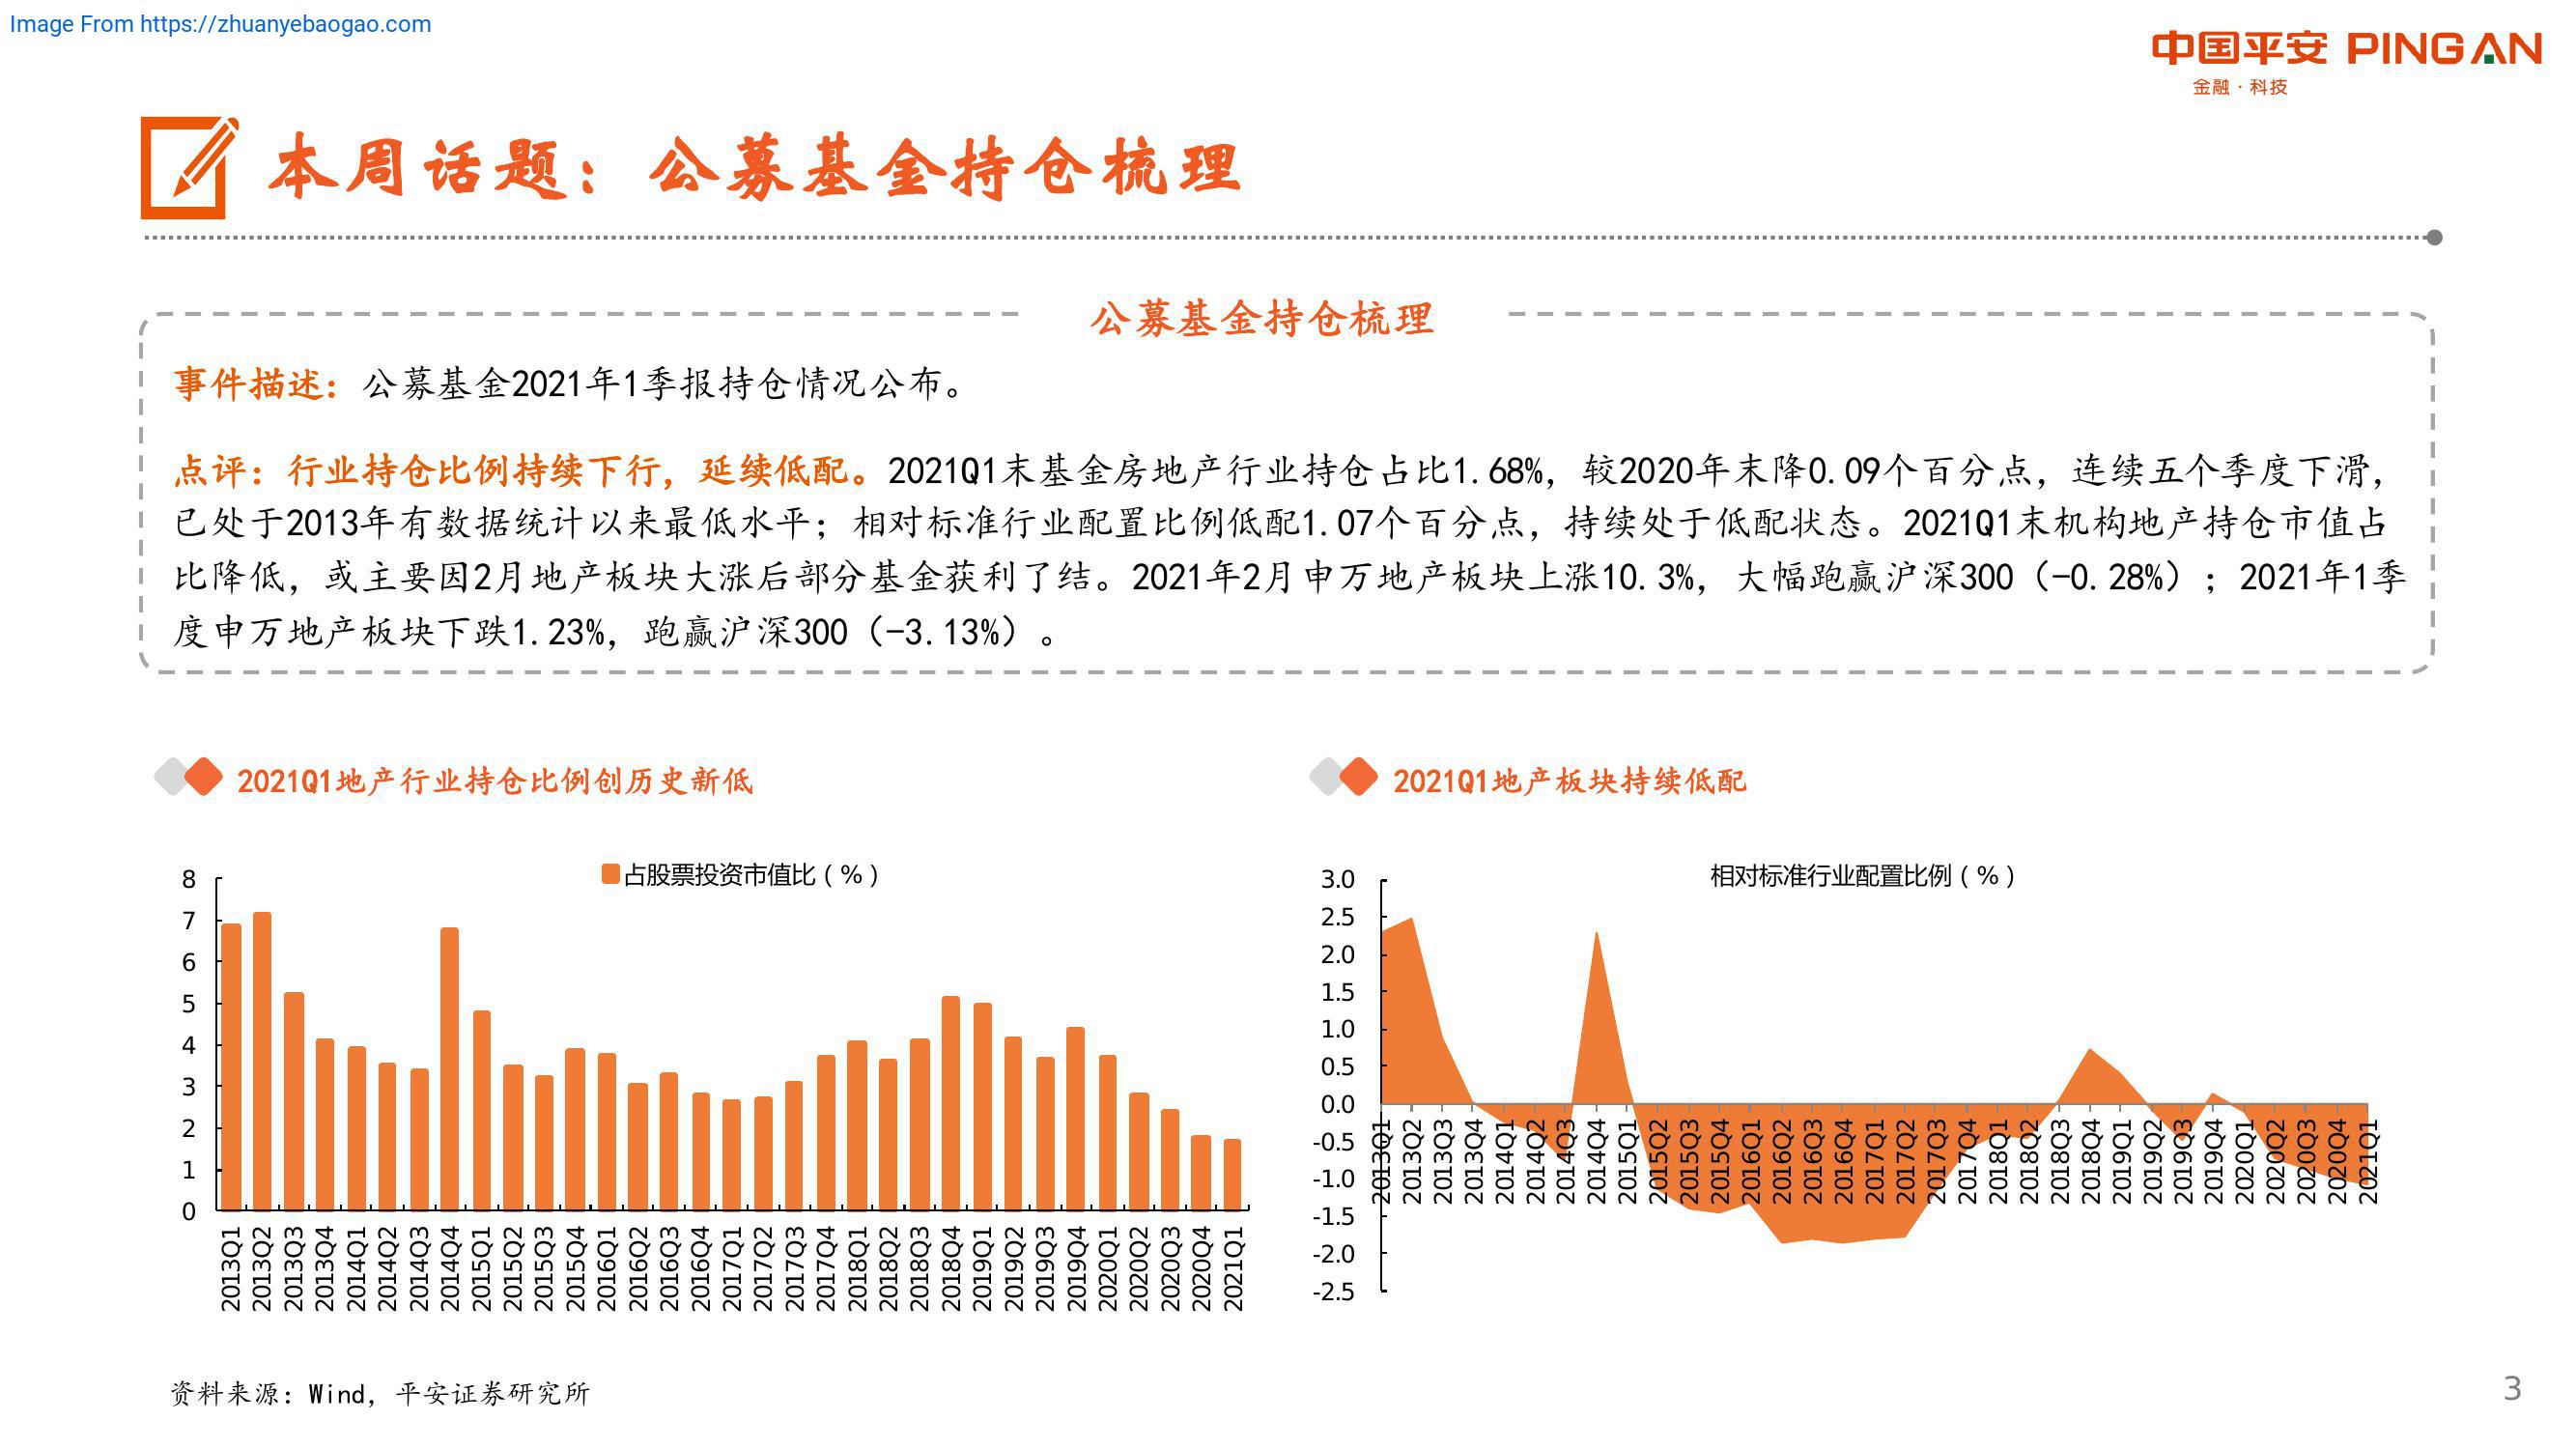 Image From https://zhuanyebaogao.com
中国平安 PINGAN
金融·科技
本周话题：公募基金持仓梳理
公募基金持仓梳理
事件描述：公募基金2021年1季报持仓情况公布。
点评：行业持仓比例持续下行，延续低配。2021Q1末基金房地产行业持仓占比1.68%，较2020年末降0.09个百分点，连续五个季度下滑，
已处于2013年有数据统计以来最低水平；相对标准行业配置比例低配1.07个百分点，持续处于低配状态。2021Q1末机构地产持仓市值占
比降低，或主要因2月地产板块大涨后部分基金获利了结。2021年2月申万地产板块上涨10.3%，大幅跑赢沪深300（-0.28%）；2021年1季
度申万地产板块下跌1.23%，跑赢沪深300（-3.13%）。
2021Q1地产行业持仓比例创历史新低
占股票投资市值比（%）
8
7
6
5
4
3
2
1
0
2013Q1
2013Q2
2013Q3
2013Q4
2014Q1
2014Q2
2014Q3
2014Q4
2015Q1
2015Q2
2015Q3
2015Q4
2016Q1
2016Q2
2016Q3
2016Q4
2017Q1
2017Q2
2017Q3
2017Q4
2018Q1
2018Q2
2018Q3
2018Q4
2019Q1
2019Q2
2019Q3
2019Q4
2020Q1
2020Q2
2020Q3
2020Q4
2021Q1
2021Q1地产板块持续低配
相对标准行业配置比例（%）
3.0
2.5
2.0
1.5
1.0
0.5
0.0
-0.5
-1.0
-1.5
-2.0
-2.5
2013Q1
2013Q2
2013Q3
2013Q4
2014Q1
2014Q2
2014Q3
2014Q4
2015Q1
2015Q2
2015Q3
2015Q4
2016Q1
2016Q2
2016Q3
2016Q4
2017Q1
2017Q2
2017Q3
2017Q4
2018Q1
2018Q2
2018Q3
2018Q4
2019Q1
2019Q2
2019Q3
2019Q4
2020Q1
2020Q2
2020Q3
2020Q4
2021Q1
资料来源：Wind，平安证券研究所
3